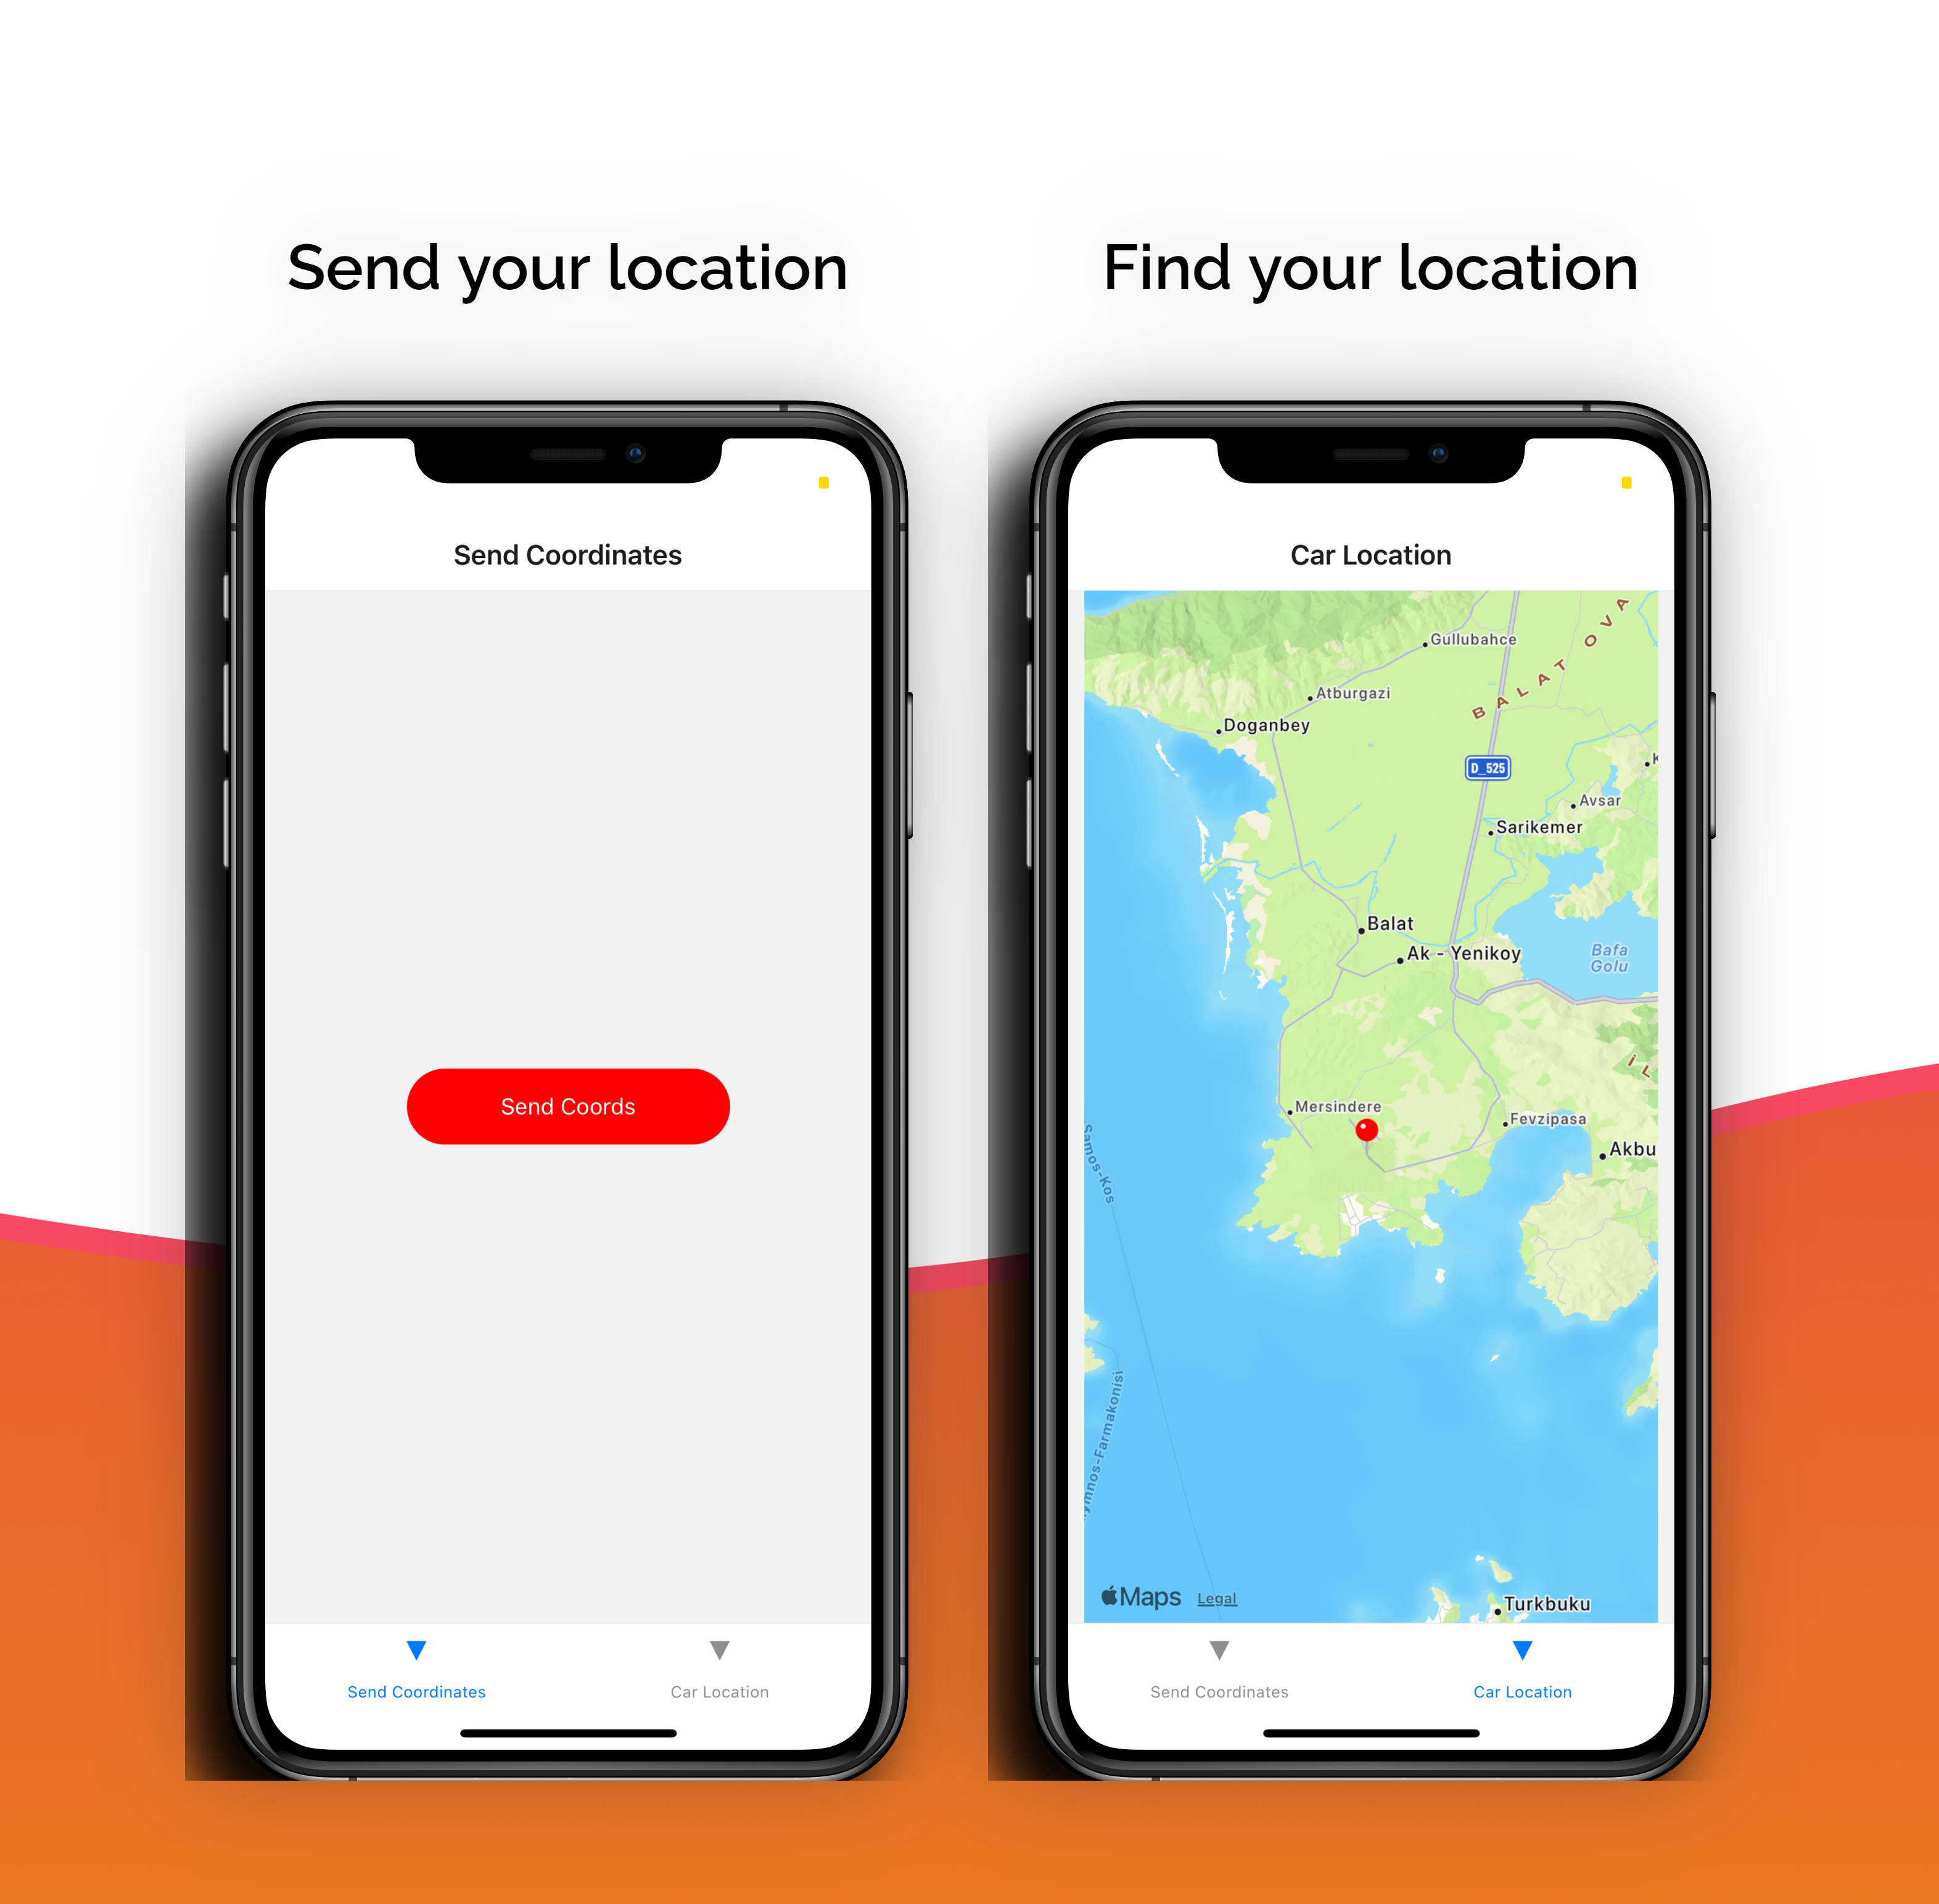 Send your location
Find your location
Send Coordinates
Send Coords
Send Coordinates
Car Location
Car Location
Gullubahce
BALAT OVA
Atburgazi
Doganbey
D_525
Avsar
Sarikemer
Balat
Ak - Yenikoy
Bafa
Golu
Mersindere
Fevzipasa
Akbu
Samos-Kos
ymnos-Farmakonisi
Maps
Legal
Turkbuku
Send Coordinates
Car Location